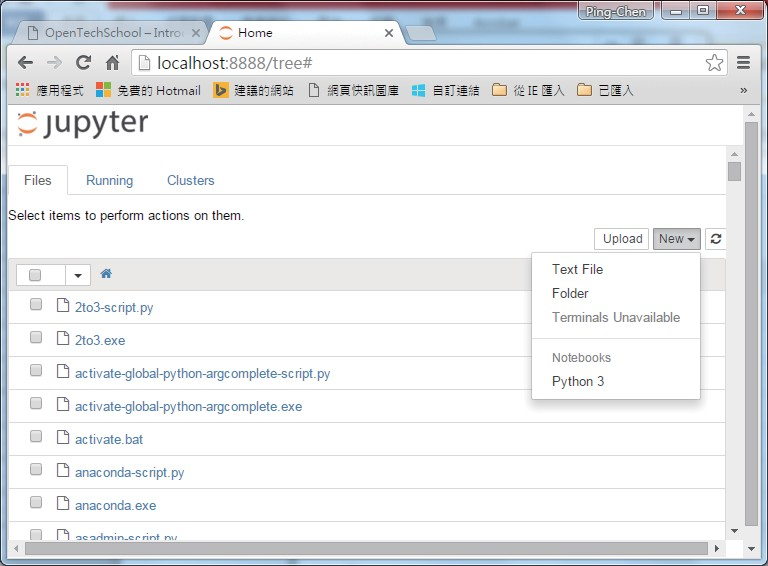 Ping-Chen
OpenTechSchool – Intro
Home
localhost:8888/tree#
應用程式 免費的 Hotmail 建議的網站 網頁快訊圖庫 自訂連結 從 IE 匯入 已匯入 »
jupyter
Files Running Clusters
Select items to perform actions on them.
Upload New
Text File
Folder
Terminals Unavailable
Notebooks
Python 3
2to3-script.py
2to3.exe
activate-global-python-argcomplete-script.py
activate-global-python-argcomplete.exe
activate.bat
anaconda-script.py
anaconda.exe
asadmin-script.py